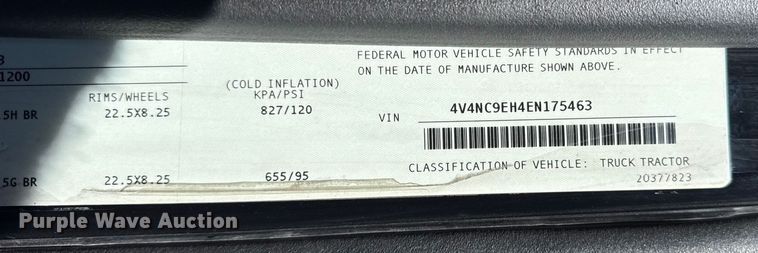 FEDERAL MOTOR VEHICLE SAFETY STANDARDS IN EFFECT
ON THE DATE OF MANUFACTURE SHOWN ABOVE.
1200
RIMS/WHEELS
(COLD INFLATION)
KPA/PSI
5H BR 22.5X8.25 827/120
VIN 4V4NC9EH4EN175463
CLASSIFICATION OF VEHICLE: TRUCK TRACTOR
5G BR 22.5X8.25 655/95
20377823
Purple Wave Auction